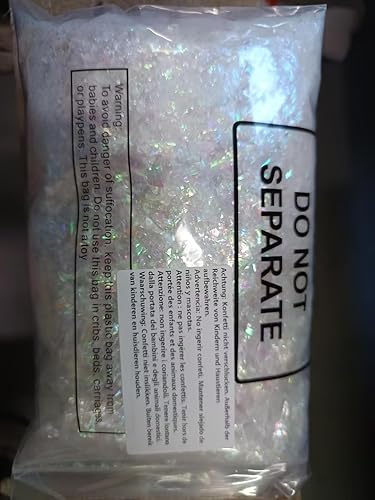 Warning:
To avoid danger of suffocation, keep this plastic bag away from
babies and children. Do not use this bag in cribs, beds, carriages
or playpens. This bag is not a toy
DO NOT
SEPARATE
Achtung: Konfetti nicht verschlucken. Außerhalb der
Reichweite von Kindern und Haustieren
aufbewahren.
Advertencia: No ingerir confeti. Mantener alejado de
niños y mascotas.
Attention : ne pas ingérer les confettis. Tenir hors de
portée des enfants et des animaux domestiques.
Attenzione: non ingerire i coriandoli. Tenere lontano
dalla portata dei bambini e degli animali domestici.
Waarschuwing: Confetti niet inslikken. Buiten bereik
van kinderen en huisdieren houden.